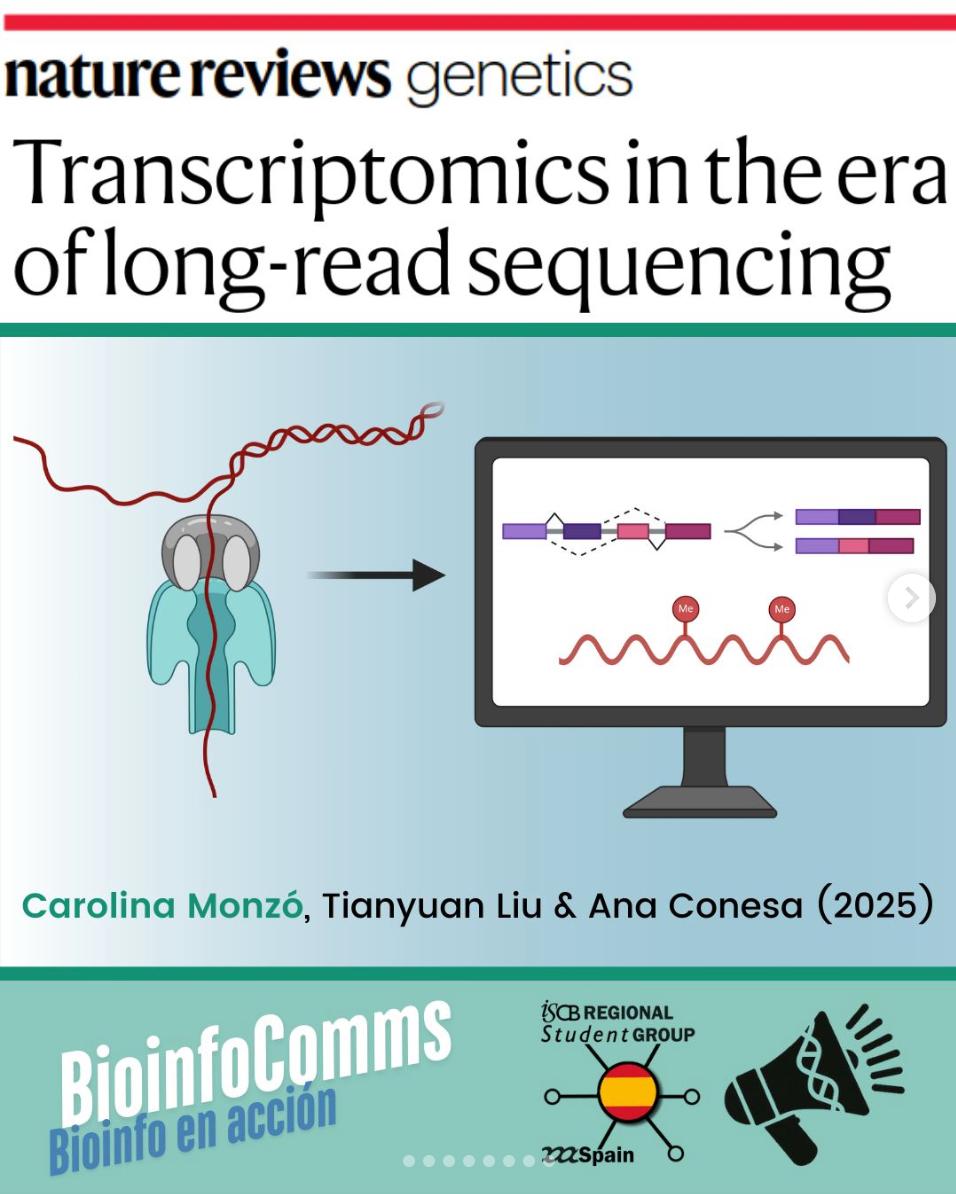 nature reviews genetics
Transcriptomics in the era
of long-read sequencing
Me
Me
Carolina Monzó, Tianyuan Liu & Ana Conesa (2025)
BioinfoComms
Bioinfo en acción
iSCB REGIONAL
Student GROUP
Spain